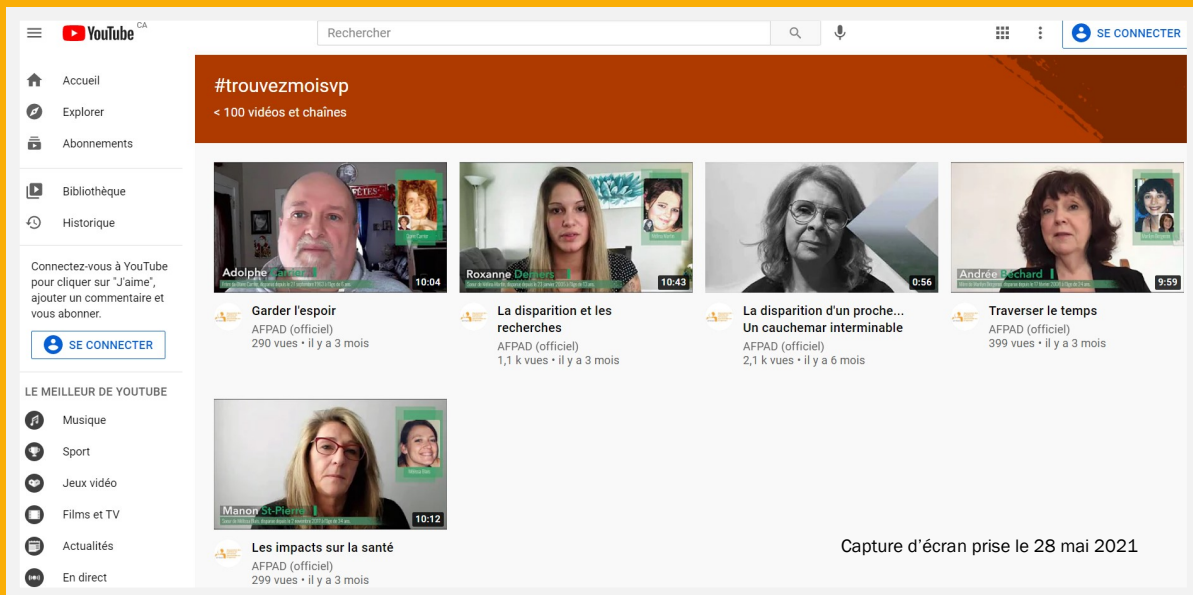 YouTube CA
Rechercher
SE CONNECTER
Accueil
Explorer
Abonnements
Bibliothèque
Historique
Connectez-vous à YouTube
pour cliquer sur "J'aime",
ajouter un commentaire et
vous abonner.
SE CONNECTER
LE MEILLEUR DE YOUTUBE
Musique
Sport
Jeux vidéo
Films et TV
Actualités
En direct
#trouvezmoisvp
< 100 vidéos et chaînes
Adolphe Carrier
10:04
Garder l'espoir
AFPAD (officiel)
290 vues • il y a 3 mois
Roxanne Demers
10:43
La disparition et les
recherches
AFPAD (officiel)
1,1 k vues • il y a 3 mois
0:56
La disparition d'un proche...
Un cauchemar interminable
AFPAD (officiel)
2,1 k vues • il y a 6 mois
Andrée Béchard
9:59
Traverser le temps
AFPAD (officiel)
399 vues • il y a 3 mois
Manon St-Pierre
10:12
Les impacts sur la santé
AFPAD (officiel)
299 vues • il y a 3 mois
Capture d'écran prise le 28 mai 2021